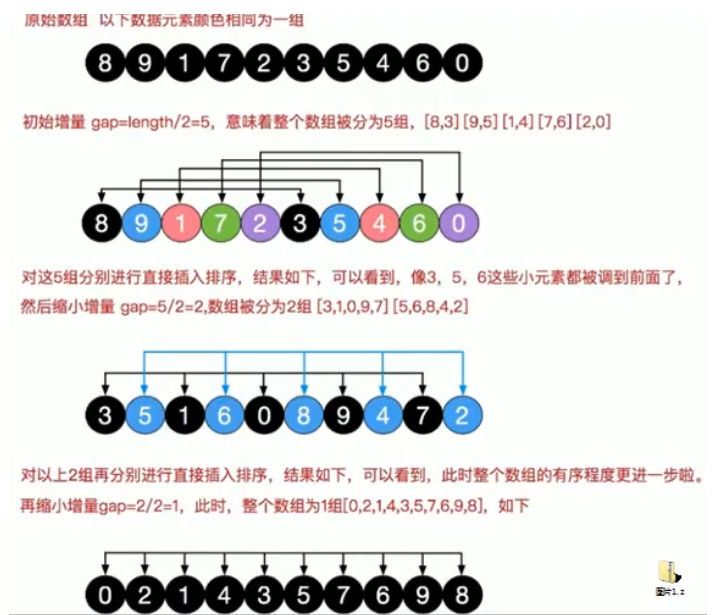 原始数组 以下数据元素颜色相同为一组
8 9 1 7 2 3 5 4 6 0
初始增量 gap=length/2=5，意味着整个数组被分为5组，[8,3] [9,5] [1,4] [7,6] [2,0]
8 9 1 7 2 3 5 4 6 0
对这5组分别进行直接插入排序，结果如下，可以看到，像3，5，6这些小元素都被调到前面了，
然后缩小增量 gap=5/2=2,数组被分为2组 [3,1,0,9,7] [5,6,8,4,2]
3 5 1 6 0 8 9 4 7 2
对以上2组再分别进行直接插入排序，结果如下，可以看到，此时整个数组的有序程度更进一步啦。
再缩小增量gap=2/2=1，此时，整个数组为1组[0,2,1,4,3,5,7,6,9,8]，如下
0 2 1 4 3 5 7 6 9 8
图片1.z